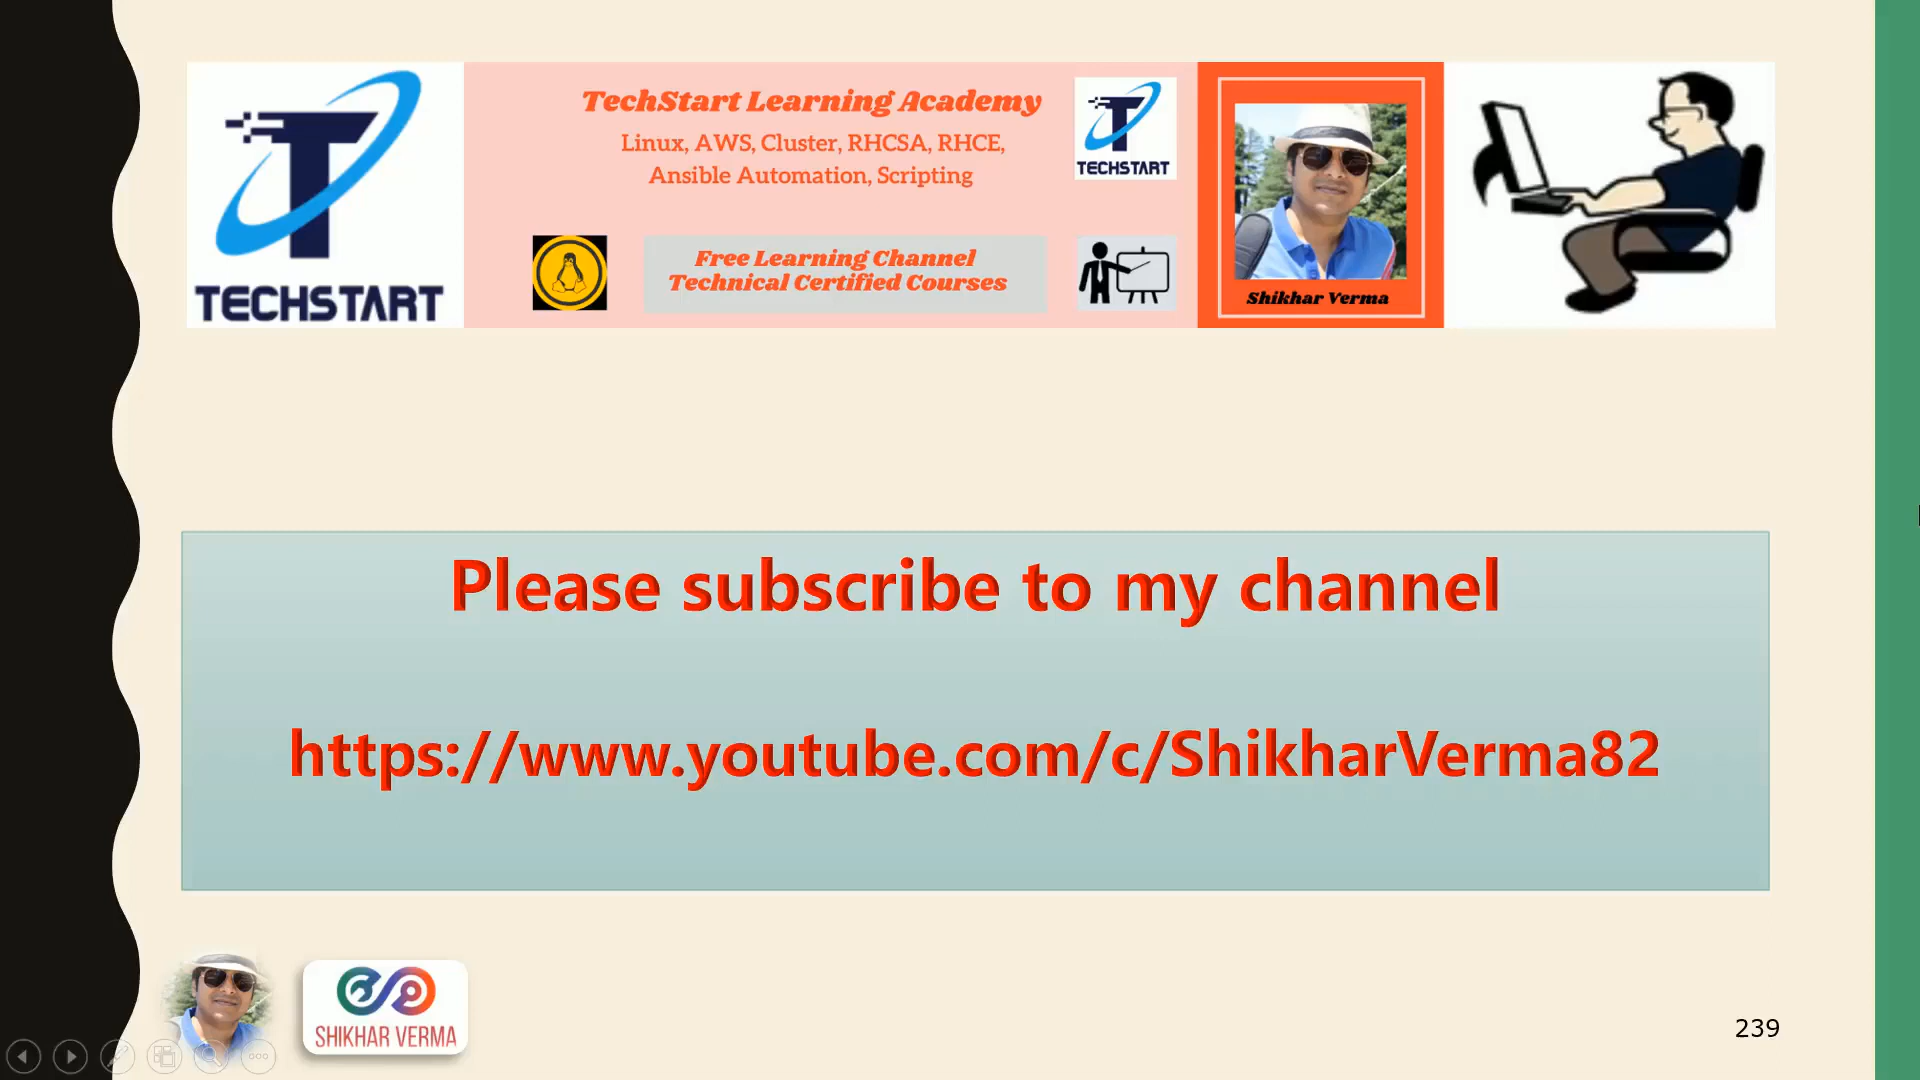 TECHSTART
TechStart Learning Academy
Linux, AWS, Cluster, RHCSA, RHCE,
Ansible Automation, Scripting
TECHSTART
Free Learning Channel
Technical Certified Courses
Shikhar Verma
Please subscribe to my channel
https://www.youtube.com/c/ShikharVerma82
SHIKHAR VERMA
239